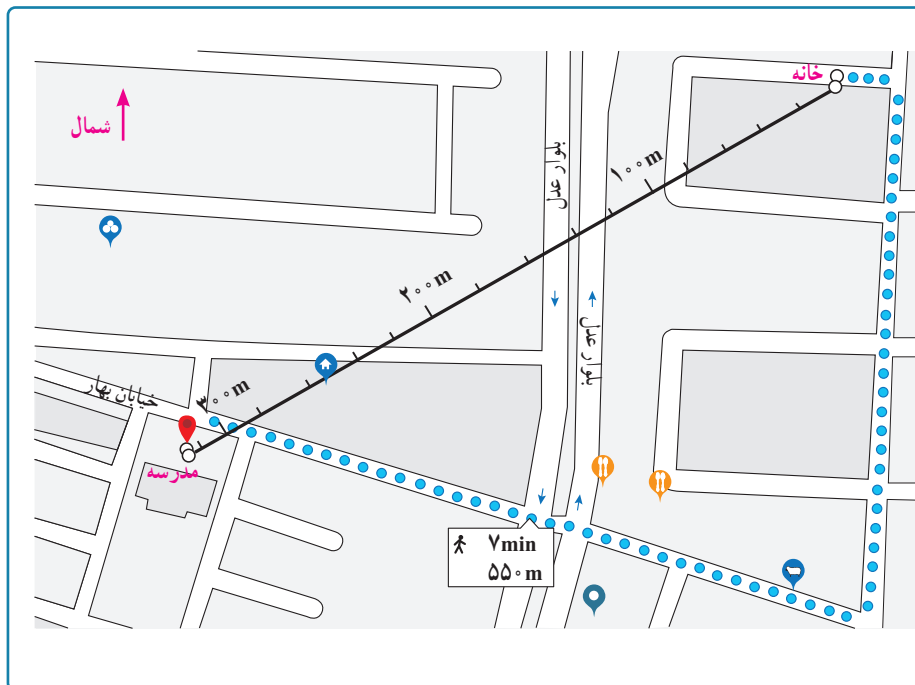 خانه
شمال
بلوار عدل
۱۰۰m
۲۰۰m
بلوار عدل
۳۰۰m
خیابان بهار
مدرسه
۷min
۵۵۰m